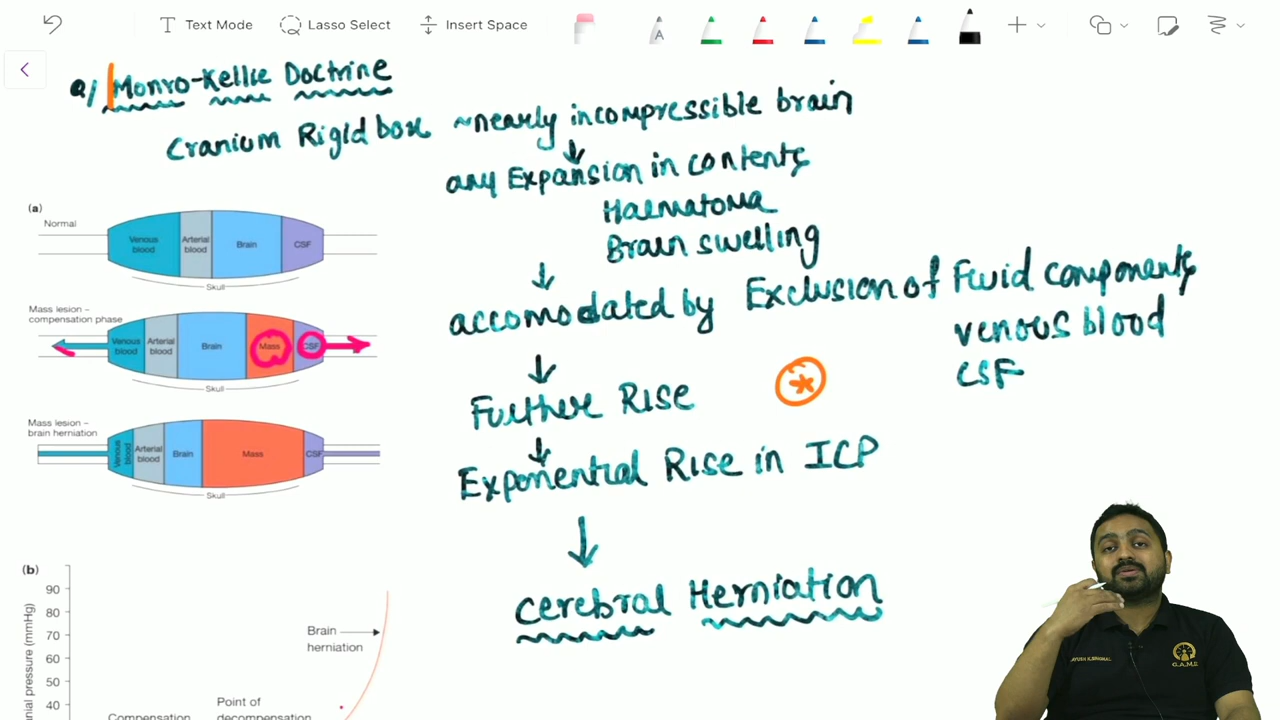 Text Mode
Lasso Select
Insert Space
A
a/ Monro-Kellie Doctrine
Cranium Rigid box ~nearly incompressible brain
any Expansion in contents
Haematoma
Brain swelling
accomodated by Exclusion of Fluid components
venous blood
CSF
Further Rise
Exponential Rise in ICP
Cerebral Herniation
(a)
Normal
Venous blood
Arterial blood
Brain
CSF
Skull
Mass lesion –
compensation phase
Venous blood
Arterial blood
Brain
Mass
CSF
Skull
Mass lesion –
brain herniation
Venous blood
Arterial blood
Brain
Mass
CSF
Skull
(b)
90
80
70
60
50
40
nial pressure (mmHg)
Brain
herniation
Point of
decompensation
Compensation
G.A.M.S